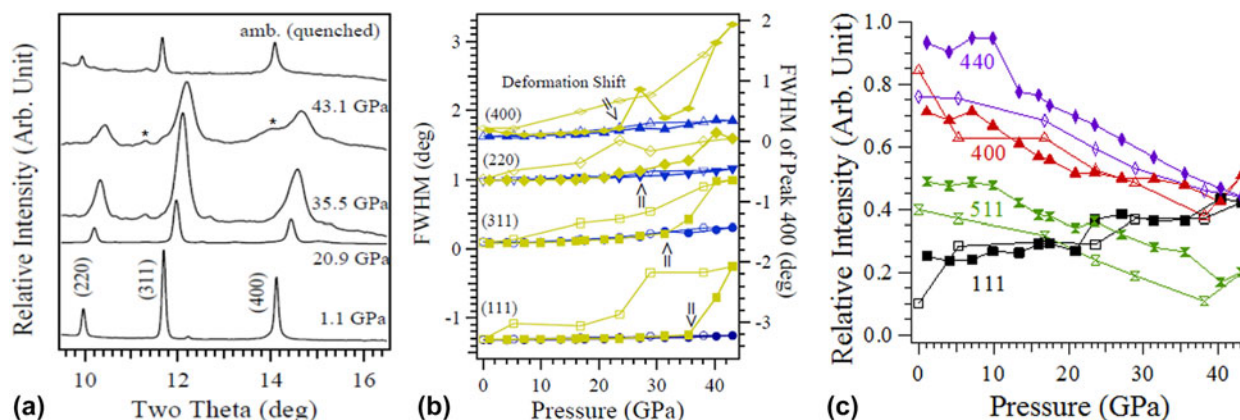 Relative Intensity (Arb. Unit)
amb. (quenched)
43.1 GPa
* *
35.5 GPa
20.9 GPa
(220) (311) (400)
1.1 GPa
10 12 14 16
(a) Two Theta (deg)
FWHM (deg)
3
2
1
0
-1
Deformation Shift
(400)
(220)
(311)
(111)
=
=
=
=
2
1
0
-1
-2
-3
FWHM of Peak 400 (deg)
0 10 20 30 40
(b) Pressure (GPa)
Relative Intensity (Arb. Unit)
1.0
0.8
0.6
0.4
0.2
0.0
440
400
511
111
0 10 20 30 40
(c) Pressure (GPa)